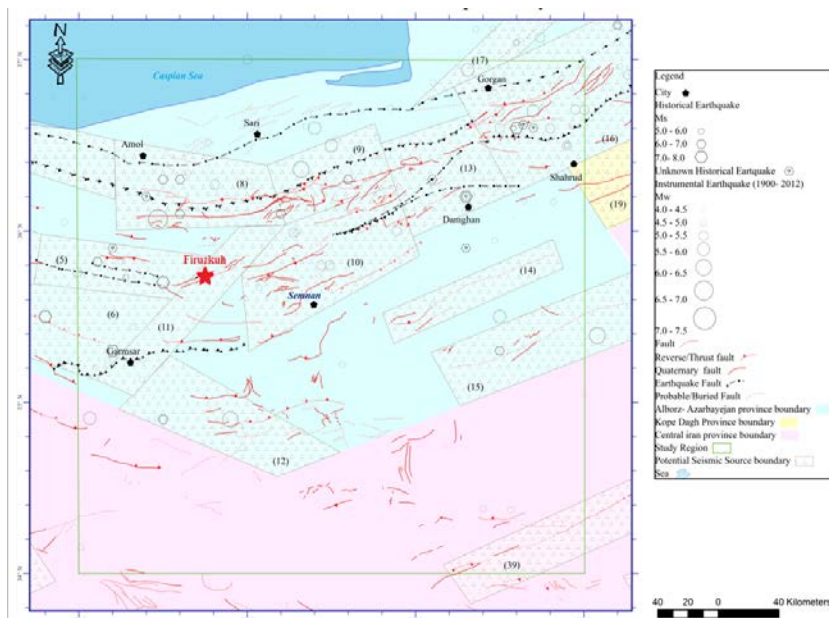 N
37° N
36° N
35° N
34° N
Caspian Sea
(17)
Gorgan
Sari
Amol
(9)
(16)
(8)
(13)
Shahrud
(19)
Damghan
Firuzkuh
(5)
(10)
(14)
Semnan
(6)
(11)
Garmsar
(15)
(12)
(39)
Legend
City
Historical Earthquake
Ms
5.0 - 6.0
6.0 - 7.0
7.0- 8.0
Unknown Historical Eartquake
Instrumental Earthquake (1900- 2012)
Mw
4.0 - 4.5
4.5 - 5.0
5.0 - 5.5
5.5 - 6.0
6.0 - 6.5
6.5 - 7.0
7.0 - 7.5
Fault
Reverse/Thrust fault
Quaternary fault
Earthquake Fault
Probable/Buried Fault
Alborz- Azarbayejan province boundary
Kope Dagh Province boundary
Central iran province boundary
Study Region
Potential Seismic Source boundary
Sea
40 20 0 40 Kilometers